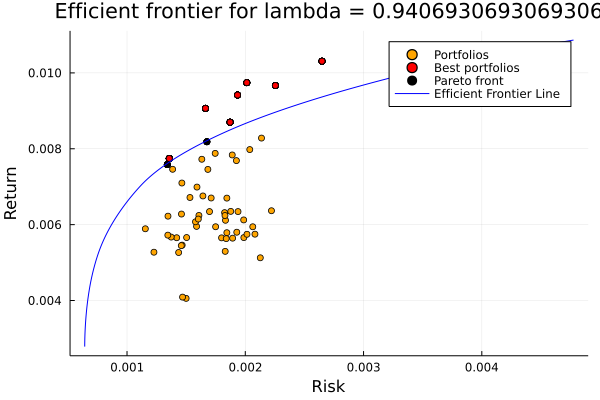 Efficient frontier for lambda = 0.9406930693069306
Portfolios
Best portfolios
Pareto front
Efficient Frontier Line
Return
0.010
0.008
0.006
0.004
0.001
0.002
0.003
0.004
Risk